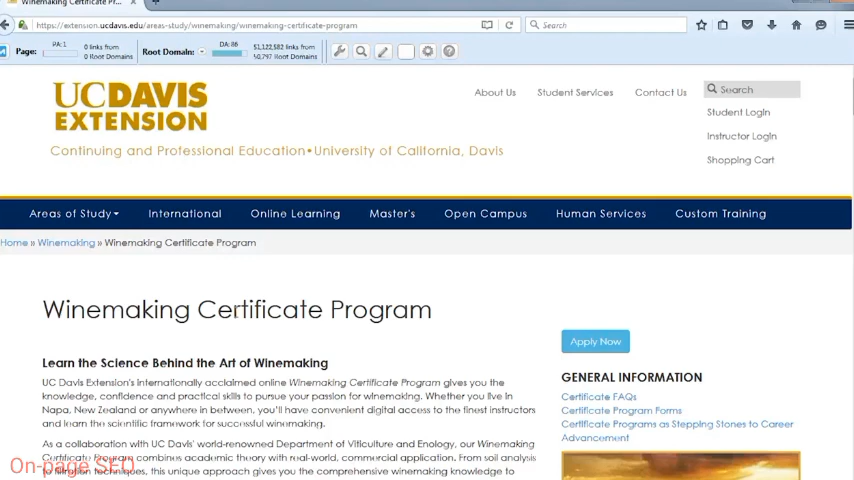 Winemaking Certificate Pr...
https://extension.ucdavis.edu/areas-study/winemaking/winemaking-certificate-program
Search
Page:
PA:1
0 links from
0 Root Domains
Root Domain:
DA:86
50,797 Root Domains
UCDAVIS
EXTENSION
Continuing and Professional Education•University of California, Davis
About Us
Student Services
Contact Us
Search
Student Login
Instructor Login
Shopping Cart
Areas of Study
International
Online Learning
Master's
Open Campus
Human Services
Custom Training
Home » Winemaking » Winemaking Certificate Program
Winemaking Certificate Program
Learn the Science Behind the Art of Winemaking
UC Davis Extension's internationally acclaimed online Winemaking Certificate Program gives you the
knowledge, confidence and practical skills to pursue your passion for winemaking. Whether you live in
Napa, New Zealand or anywhere in between, you'll have convenient digital access to the finest instructors
and learn the scientific framework for successful winemaking.
As a collaboration with UC Davis' world-renowned Department of Viticulture and Enology, our Winemaking
Certificate Program combines academic theory with real-world, commercial application. From soil analysis
to filtration techniques, this unique approach gives you the comprehensive winemaking knowledge to
Apply Now
GENERAL INFORMATION
Certificate FAQs
Certificate Program Forms
Certificate Programs as Stepping Stones to Career
Advancement
On-page SEO